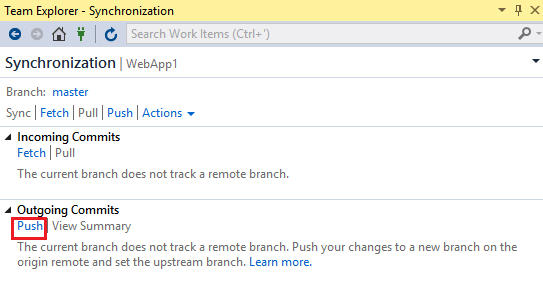 Team Explorer - Synchronization
Search Work Items (Ctrl+')
Synchronization | WebApp1
Branch: master
Sync | Fetch | Pull | Push | Actions
Incoming Commits
Fetch | Pull
The current branch does not track a remote branch.
Outgoing Commits
Push | View Summary
The current branch does not track a remote branch. Push your changes to a new branch on the
origin remote and set the upstream branch. Learn more.